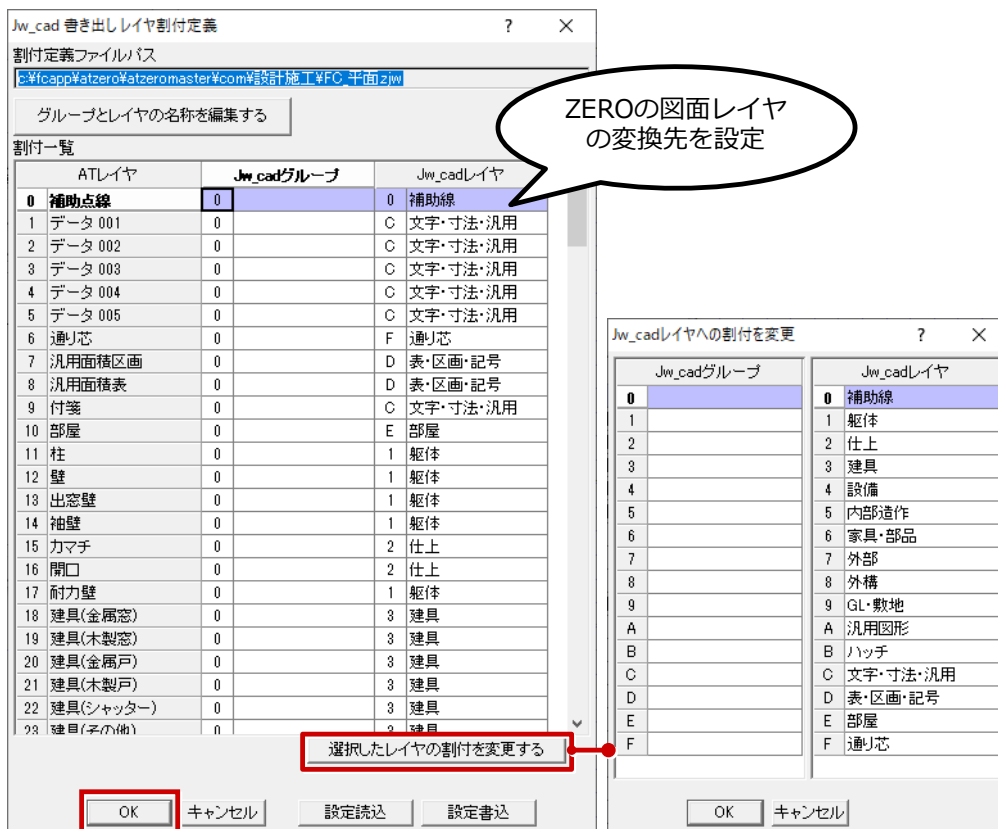 Jw_cad 書き出しレイヤ割付定義 ? ×
割付定義ファイルパス
c:¥fcapp¥atzero¥atzeromaster¥com¥設計施工¥FC_平面.zjw
グループとレイヤの名称を編集する
割付一覧
ZEROの図面レイヤ
の変換先を設定
ATレイヤ Jw_cadグループ Jw_cadレイヤ
0 補助点線 0 0 補助線
1 データ 001 0 C 文字・寸法・汎用
2 データ 002 0 C 文字・寸法・汎用
3 データ 003 0 C 文字・寸法・汎用
4 データ 004 0 C 文字・寸法・汎用
5 データ 005 0 C 文字・寸法・汎用
6 通り芯 0 F 通り芯
7 汎用面積区画 0 D 表・区画・記号
8 汎用面積表 0 D 表・区画・記号
9 付箋 0 C 文字・寸法・汎用
10 部屋 0 E 部屋
11 柱 0 1 躯体
12 壁 0 1 躯体
13 出窓壁 0 1 躯体
14 袖壁 0 1 躯体
15 カマチ 0 2 仕上
16 開口 0 2 仕上
17 耐力壁 0 1 躯体
18 建具(金属窓) 0 3 建具
19 建具(木製窓) 0 3 建具
20 建具(金属戸) 0 3 建具
21 建具(木製戸) 0 3 建具
22 建具(シャッター) 0 3 建具
23 建具(その他) 0 3 建具
選択したレイヤの割付を変更する
OK キャンセル 設定読込 設定書込
Jw_cadレイヤへの割付を変更 ? ×
Jw_cadグループ Jw_cadレイヤ
0 0 補助線
1 1 躯体
2 2 仕上
3 3 建具
4 4 設備
5 5 内部造作
6 6 家具・部品
7 7 外部
8 8 外構
9 9 GL・敷地
A A 汎用図形
B B ハッチ
C C 文字・寸法・汎用
D D 表・区画・記号
E E 部屋
F F 通り芯
OK キャンセル